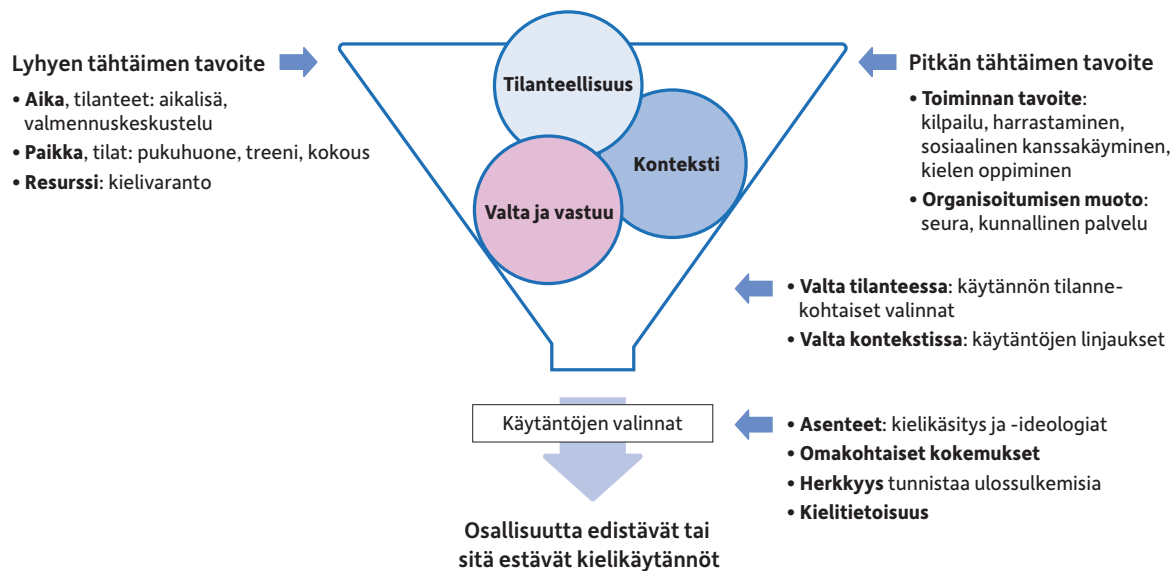 Lyhyen tähtäimen tavoite
• Aika, tilanteet: aikalisä,
valmennuskeskustelu
• Paikka, tilat: pukuhuone, treeni, kokous
• Resurssi: kielivaranto
Tilanteellisuus
Konteksti
Valta ja vastuu
Pitkän tähtäimen tavoite
• Toiminnan tavoite:
kilpailu, harrastaminen,
sosiaalinen kanssakäyminen,
kielen oppiminen
• Organisoitumisen muoto:
seura, kunnallinen palvelu
• Valta tilanteessa: käytännön tilanne-
kohtaiset valinnat
• Valta kontekstissa: käytäntöjen linjaukset
Käytäntöjen valinnat
• Asenteet: kielikäsitys ja -ideologiat
• Omakohtaiset kokemukset
• Herkkyys tunnistaa ulossulkemisia
• Kielitietoisuus
Osallisuutta edistävät tai
sitä estävät kielikäytännöt